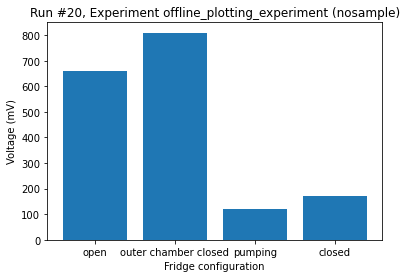 Run #20, Experiment offline_plotting_experiment (nosample)
800
700
600
500
400
300
200
100
0
Voltage (mV)
open outer chamber closed pumping closed
Fridge configuration